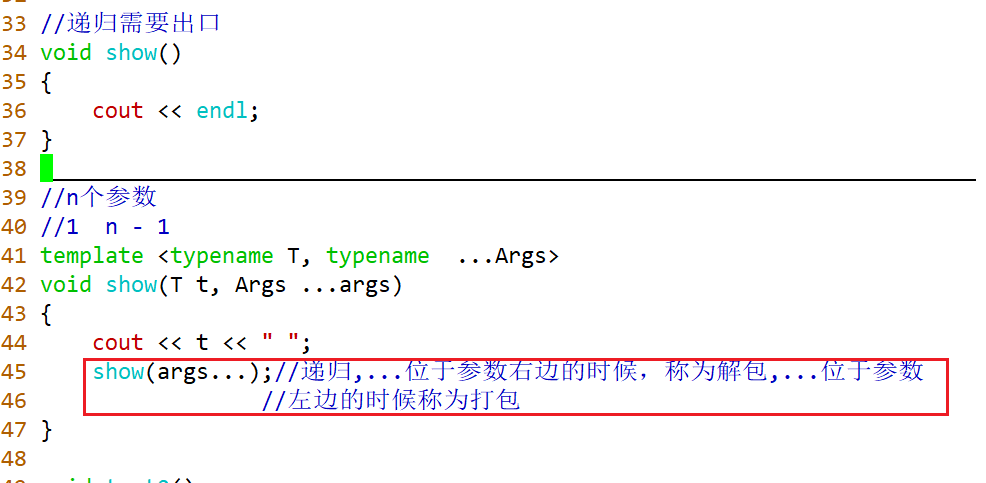 33 //递归需要出口
34 void show()
35 {
36     cout << endl;
37 }
38
39 //n个参数
40 //1  n - 1
41 template <typename T, typename  ...Args>
42 void show(T t, Args ...args)
43 {
44     cout << t << " ";
45     show(args...);//递归,...位于参数右边的时候，称为解包,...位于参数
46                  //左边的时候称为打包
47 }
48